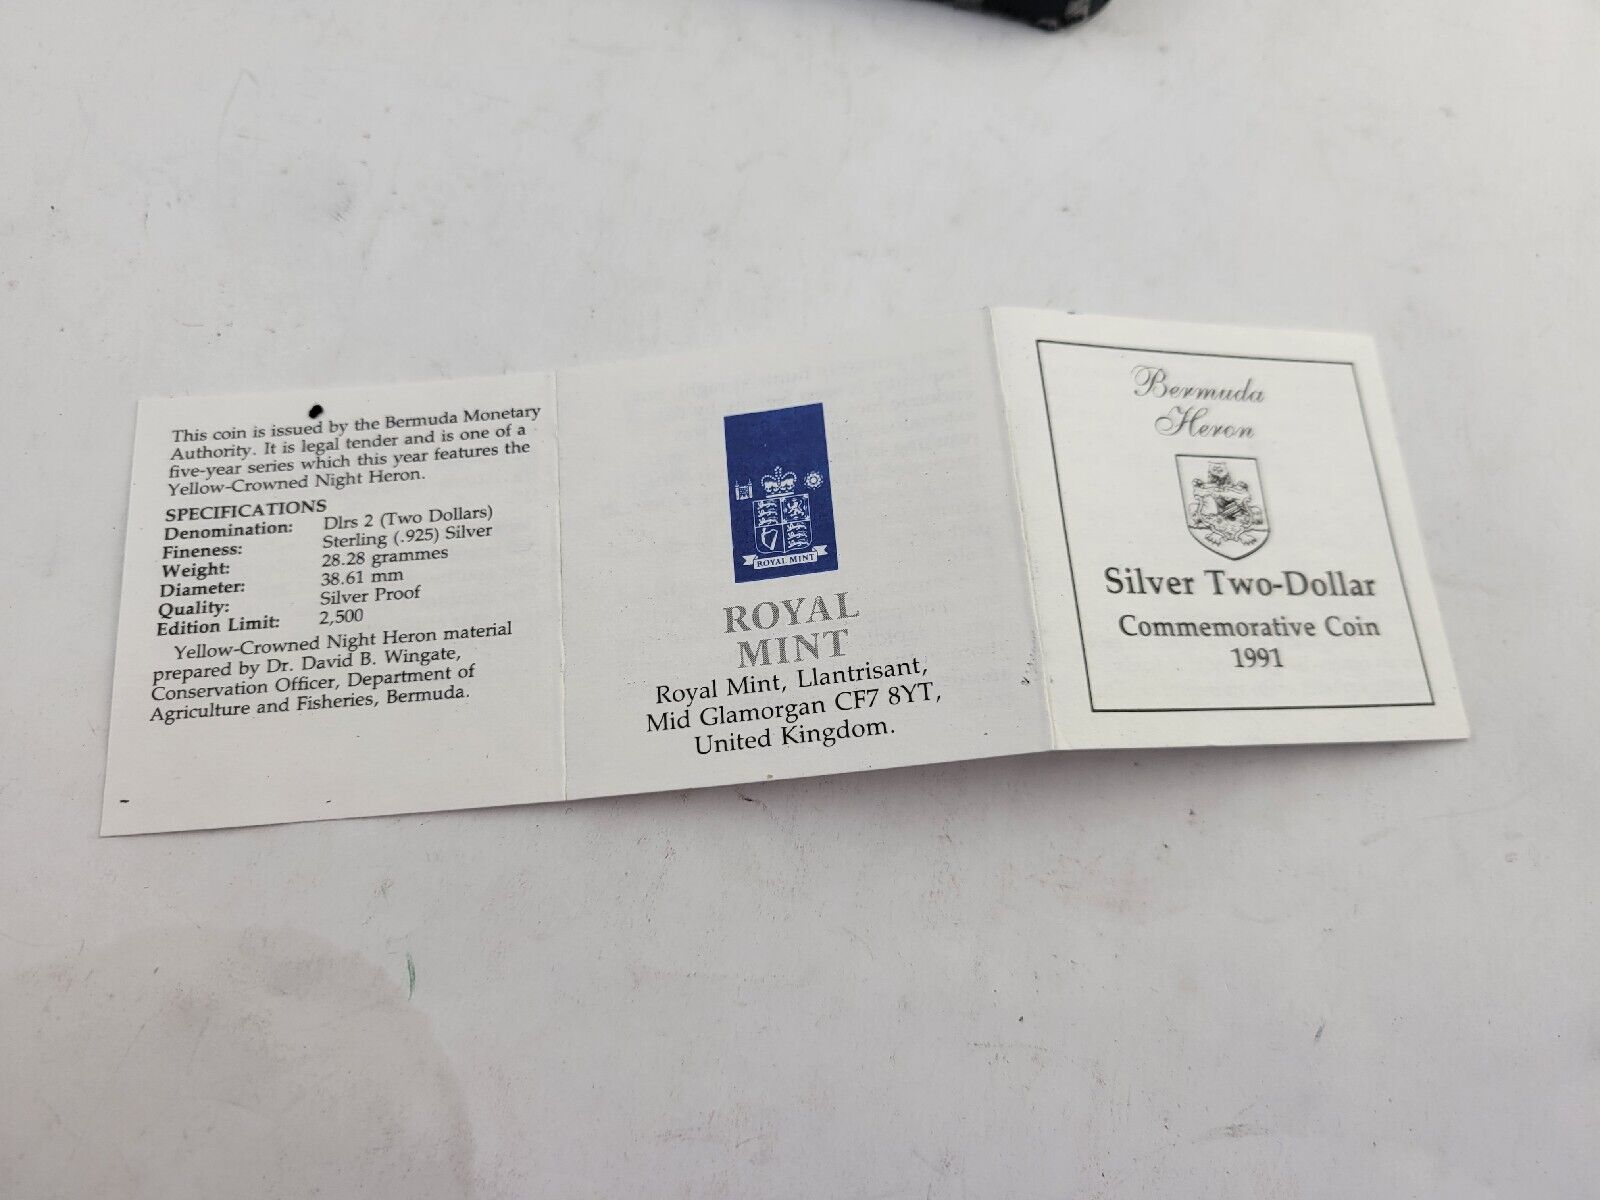 This coin is issued by the Bermuda Monetary
Authority. It is legal tender and is one of a
five-year series which this year features the
Yellow-Crowned Night Heron.
SPECIFICATIONS
Denomination: Dlrs 2 (Two Dollars)
Fineness: Sterling (.925) Silver
Weight: 28.28 grammes
Diameter: 38.61 mm
Quality: Silver Proof
Edition Limit: 2,500
Yellow-Crowned Night Heron material
prepared by Dr. David B. Wingate,
Conservation Officer, Department of
Agriculture and Fisheries, Bermuda.
ROYAL MINT
ROYAL
MINT
Royal Mint, Llantrisant,
Mid Glamorgan CF7 8YT,
United Kingdom.
Bermuda
Heron
Silver Two-Dollar
Commemorative Coin
1991